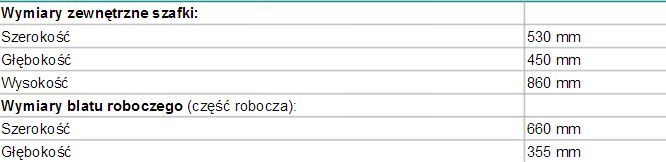 Wymiary zewnętrzne szafki:
Szerokość 530 mm
Głębokość 450 mm
Wysokość 860 mm
Wymiary blatu roboczego (część robocza):
Szerokość 660 mm
Głębokość 355 mm